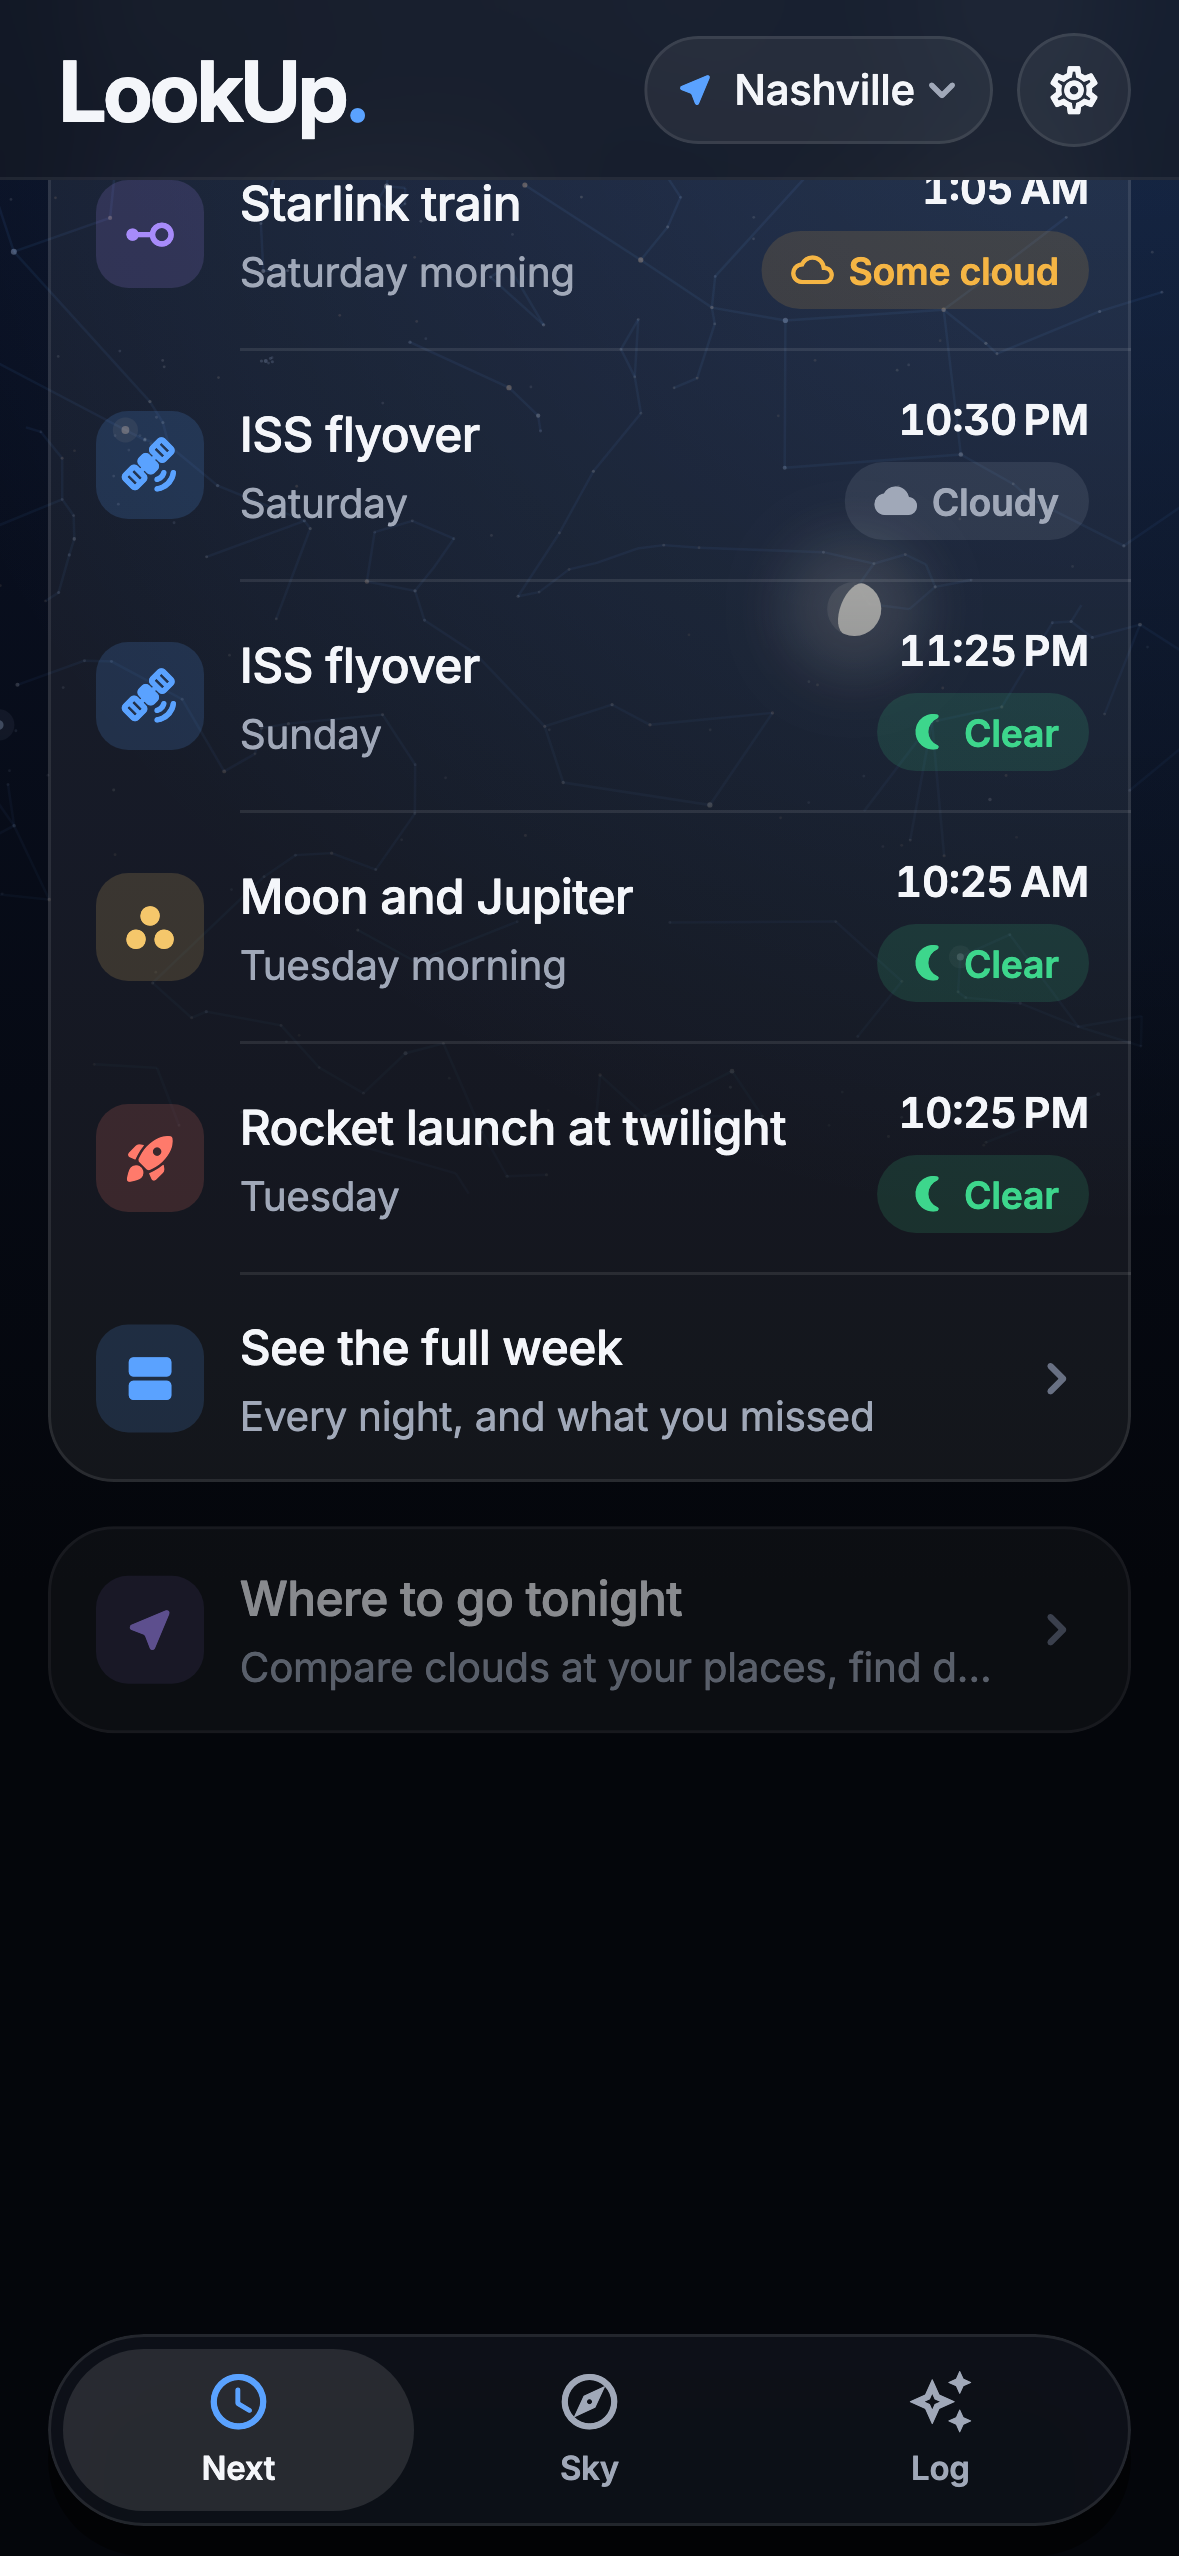 LookUp.
Nashville
Starlink train
1:05 AM
Saturday morning
Some cloud
ISS flyover
10:30 PM
Saturday
Cloudy
ISS flyover
11:25 PM
Sunday
Clear
Moon and Jupiter
10:25 AM
Tuesday morning
Clear
Rocket launch at twilight
10:25 PM
Tuesday
Clear
See the full week
Every night, and what you missed
Where to go tonight
Compare clouds at your places, find d...
Next
Sky
Log